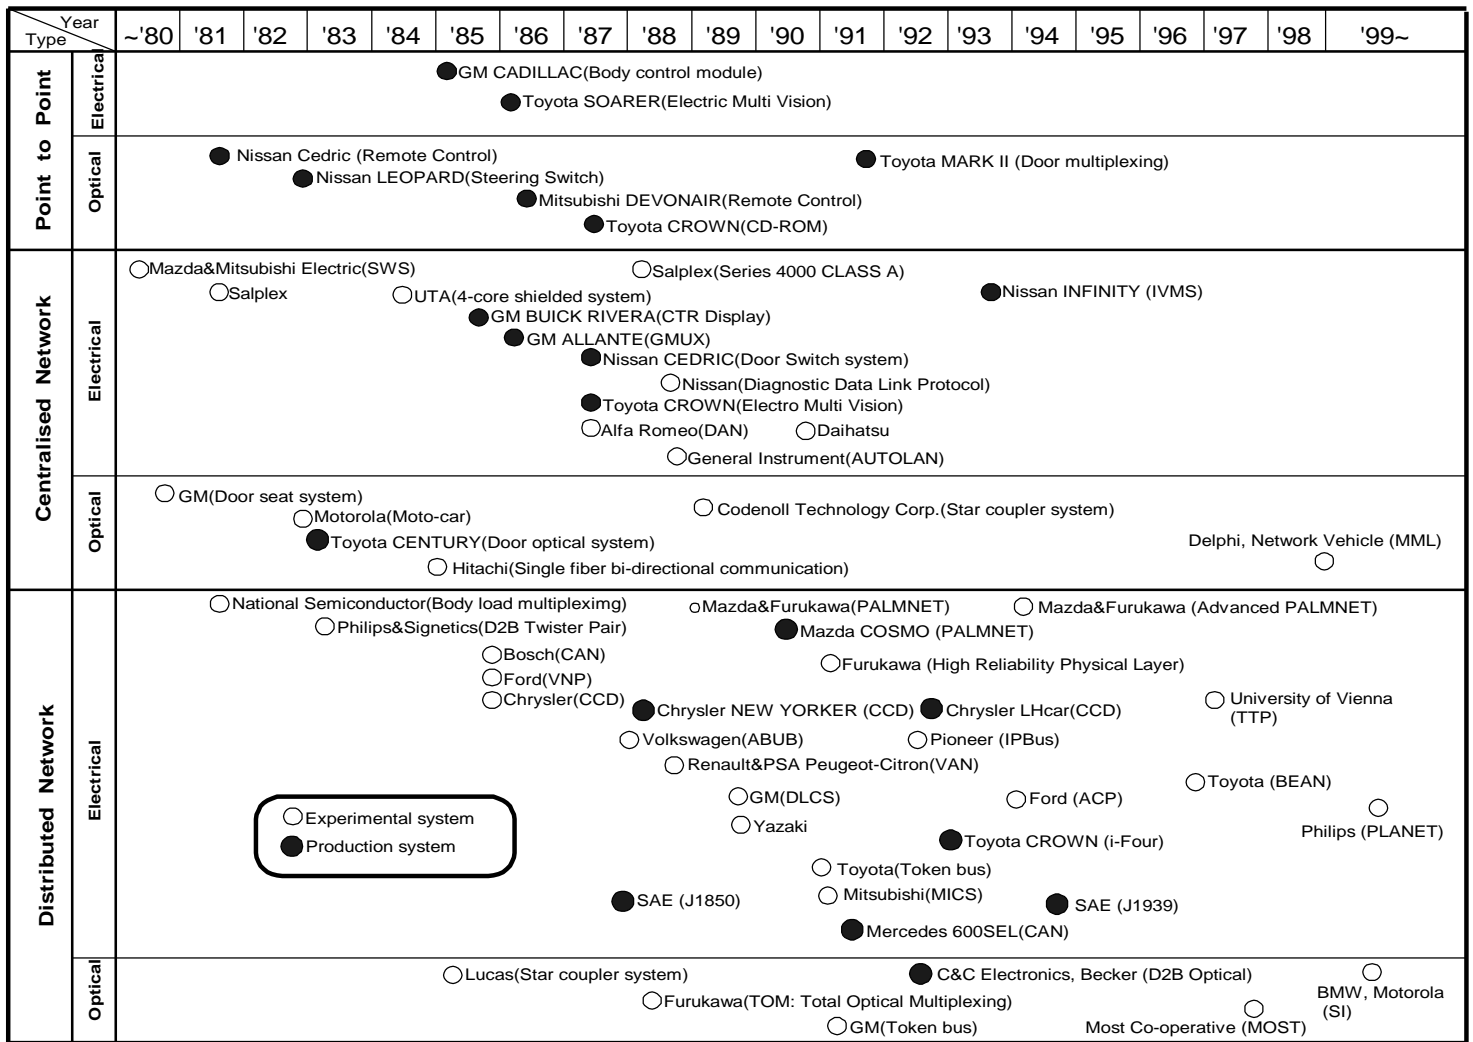 Year
Type
~'80 '81 '82 '83 '84 '85 '86 '87 '88 '89 '90 '91 '92 '93 '94 '95 '96 '97 '98 '99~
Point to Point
Electrical
GM CADILLAC(Body control module)
Toyota SOARER(Electric Multi Vision)
Optical
Nissan Cedric (Remote Control)
Toyota MARK II (Door multiplexing)
Nissan LEOPARD(Steering Switch)
Mitsubishi DEVONAIR(Remote Control)
Toyota CROWN(CD-ROM)
Centralised Network
Electrical
Mazda&Mitsubishi Electric(SWS)
Salplex(Series 4000 CLASS A)
Salplex
UTA(4-core shielded system)
Nissan INFINITY (IVMS)
GM BUICK RIVERA(CTR Display)
GM ALLANTE(GMUX)
Nissan CEDRIC(Door Switch system)
Nissan(Diagnostic Data Link Protocol)
Toyota CROWN(Electro Multi Vision)
Alfa Romeo(DAN)
Daihatsu
General Instrument(AUTOLAN)
Optical
GM(Door seat system)
Codenoll Technology Corp.(Star coupler system)
Motorola(Moto-car)
Toyota CENTURY(Door optical system)
Delphi, Network Vehicle (MML)
Hitachi(Single fiber bi-directional communication)
Distributed Network
Electrical
National Semiconductor(Body load multipleximg)
Mazda&Furukawa(PALMNET)
Mazda&Furukawa (Advanced PALMNET)
Philips&Signetics(D2B Twister Pair)
Mazda COSMO (PALMNET)
Bosch(CAN)
Furukawa (High Reliability Physical Layer)
Ford(VNP)
Chrysler(CCD)
University of Vienna
(TTP)
Chrysler NEW YORKER (CCD)
Chrysler LHcar(CCD)
Volkswagen(ABUB)
Pioneer (IPBus)
Renault&PSA Peugeot-Citron(VAN)
Toyota (BEAN)
GM(DLCS)
Ford (ACP)
Experimental system
Production system
Yazaki
Philips (PLANET)
Toyota CROWN (i-Four)
Toyota(Token bus)
Mitsubishi(MICS)
SAE (J1850)
SAE (J1939)
Mercedes 600SEL(CAN)
Optical
Lucas(Star coupler system)
C&C Electronics, Becker (D2B Optical)
BMW, Motorola
(SI)
Furukawa(TOM: Total Optical Multiplexing)
GM(Token bus)
Most Co-operative (MOST)